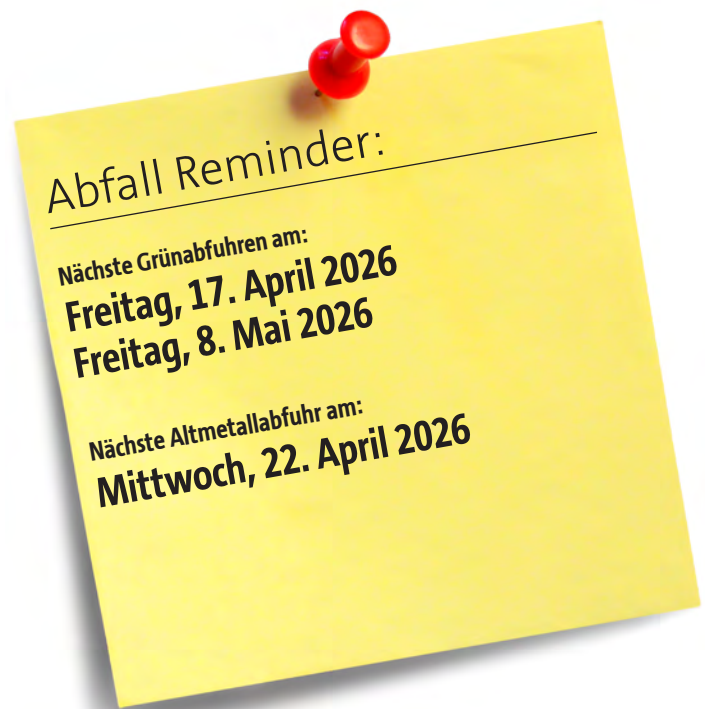 Abfall Reminder:
Nächste Grünabfuhren am:
Freitag, 17. April 2026
Freitag, 8. Mai 2026
Nächste Altmetallabfuhr am:
Mittwoch, 22. April 2026